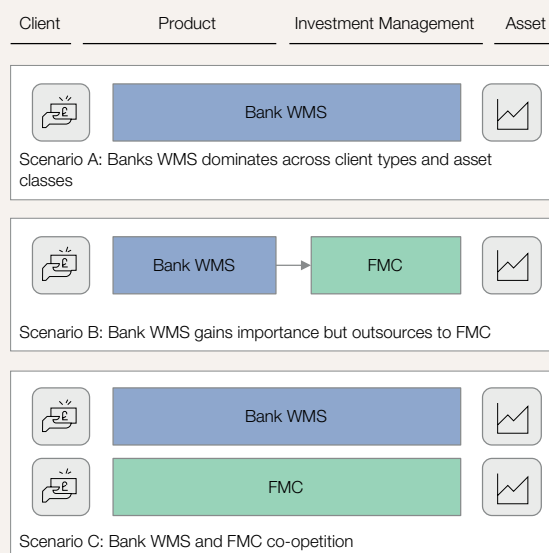 Client Product Investment Management Asset
£
Bank WMS
Scenario A: Banks WMS dominates across client types and asset
classes
£
Bank WMS FMC
Scenario B: Bank WMS gains importance but outsources to FMC
£
Bank WMS
£
FMC
Scenario C: Bank WMS and FMC co-opetition